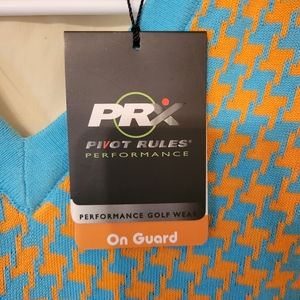 PRX
PIVOT RULES®
PERFORMANCE
PERFORMANCE GOLF WEAR
On Guard